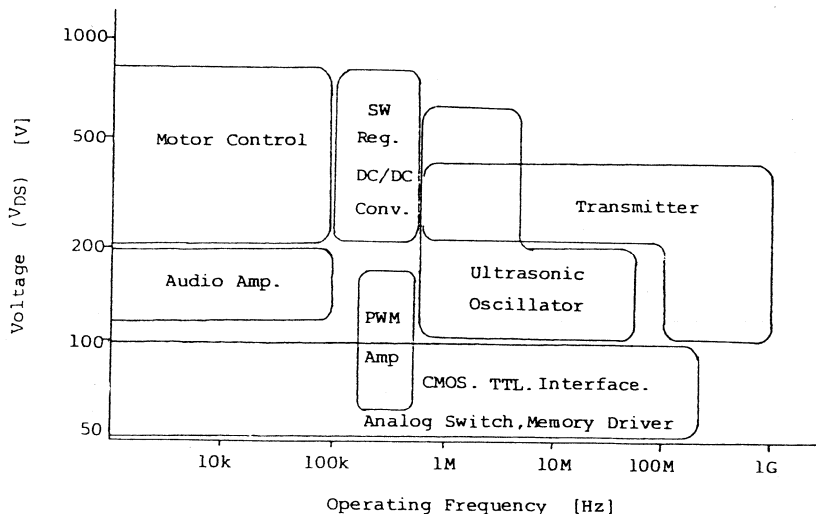 1000
500
200
100
50
Voltage (VDS) [V]
Motor Control
SW
Reg.
DC/DC
Conv.
Transmitter
Audio Amp.
Ultrasonic
Oscillator
PWM
Amp
CMOS. TTL. Interface.
Analog Switch, Memory Driver
10k 100k 1M 10M 100M 1G
Operating Frequency [Hz]